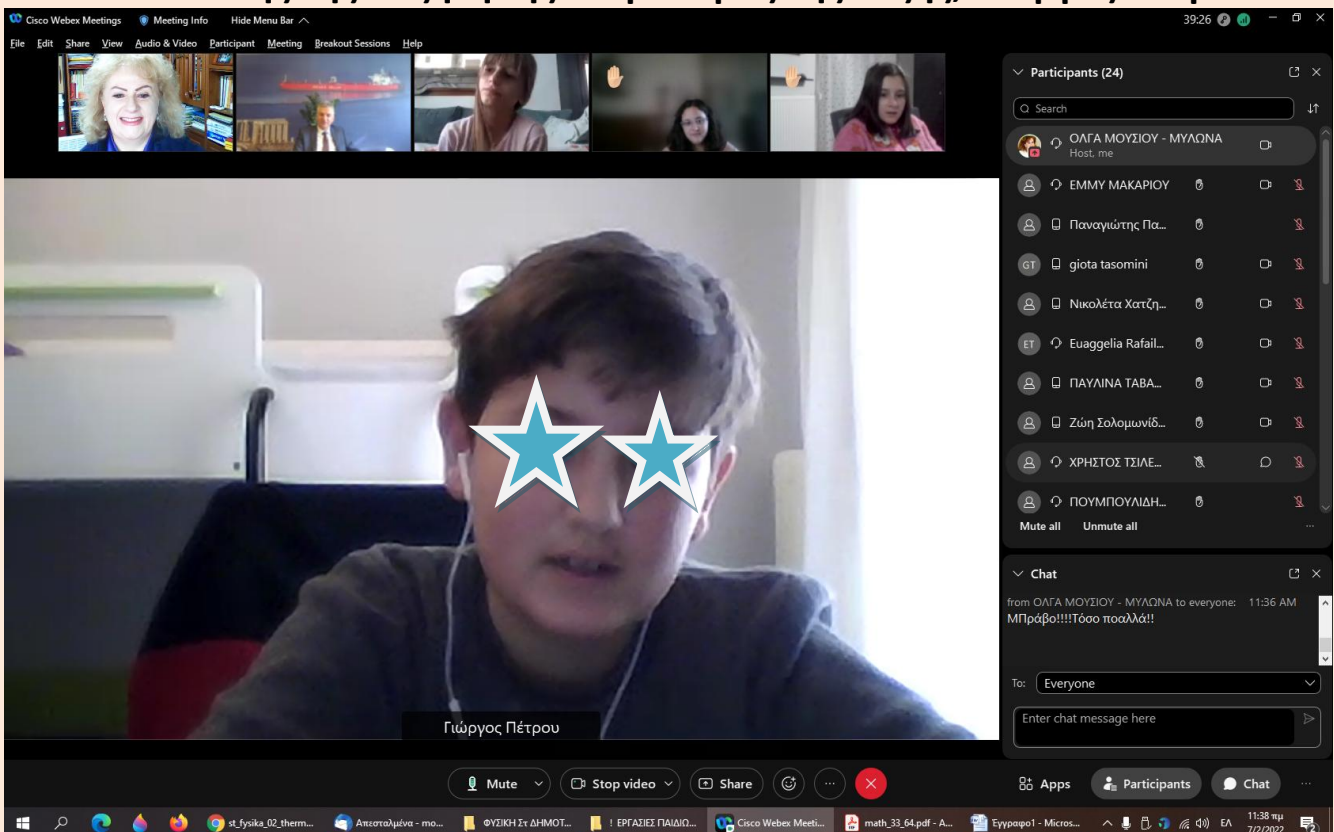 Cisco Webex Meetings Meeting Info Hide Menu Bar 39:26
File Edit Share View Audio & Video Participant Meeting Breakout Sessions Help
Participants (24)
Search
ΟΛΓΑ ΜΟΥΣΙΟΥ - ΜΥΛΩΝΑ
Host, me
EMMY ΜΑΚΑΡΙΟΥ
Παναγιώτης Πα...
GT giota tasomini
Νικολέτα Χατζη...
ET Euaggelia Rafail...
ΠΑΥΛΙΝΑ ΤΑΒΑ...
Ζώη Σολομωνίδ...
ΧΡΗΣΤΟΣ ΤΣΙΛΕ...
ΠΟΥΜΠΟΥΛΙΔΗ...
Mute all Unmute all
Chat
from ΟΛΓΑ ΜΟΥΣΙΟΥ - ΜΥΛΩΝΑ to everyone: 11:36 AM
ΜΠράβο!!!!Τόσο ποαλλά!!
To: Everyone
Enter chat message here
Γιώργος Πέτρου
Mute Stop video Share Apps Participants Chat
st_fysika_02_therm... Απεσταλμένα - mo... ΦΥΣΙΚΗ Στ ΔΗΜΟΤ... ! ΕΡΓΑΣΙΕΣ ΠΑΙΔΙΩ... Cisco Webex Meeti... math_33_64.pdf - A... Έγγραφο1 - Micros... ΕΛ 11:38 πμ
7/2/2022